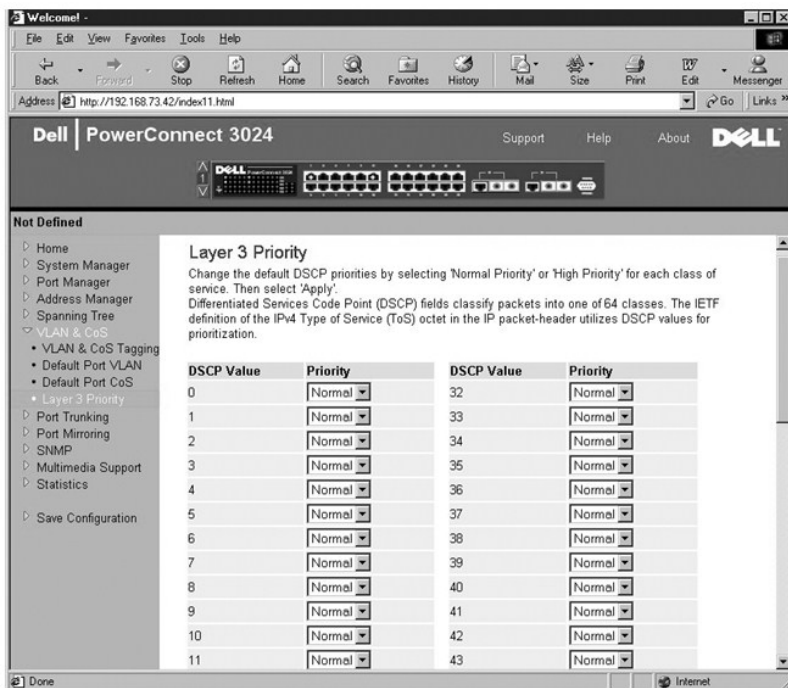 Welcome! -
File Edit View Favorites Tools Help
Back Forward Stop Refresh Home Search Favorites History Mail Size Print Edit Messenger
Address http://192.168.73.42/index11.html Go Links »
Dell PowerConnect 3024 Support Help About DELL
DELL
1
Not Defined
Home
System Manager
Port Manager
Address Manager
Spanning Tree
VLAN & CoS
• VLAN & CoS Tagging
• Default Port VLAN
• Default Port CoS
• Layer 3 Priority
Port Trunking
Port Mirroring
SNMP
Multimedia Support
Statistics
Save Configuration
Layer 3 Priority
Change the default DSCP priorities by selecting 'Normal Priority' or 'High Priority' for each class of
service. Then select 'Apply'.
Differentiated Services Code Point (DSCP) fields classify packets into one of 64 classes. The IETF
definition of the IPv4 Type of Service (ToS) octet in the IP packet-header utilizes DSCP values for
prioritization.
DSCP Value Priority DSCP Value Priority
0 Normal 32 Normal
1 Normal 33 Normal
2 Normal 34 Normal
3 Normal 35 Normal
4 Normal 36 Normal
5 Normal 37 Normal
6 Normal 38 Normal
7 Normal 39 Normal
8 Normal 40 Normal
9 Normal 41 Normal
10 Normal 42 Normal
11 Normal 43 Normal
Done Internet